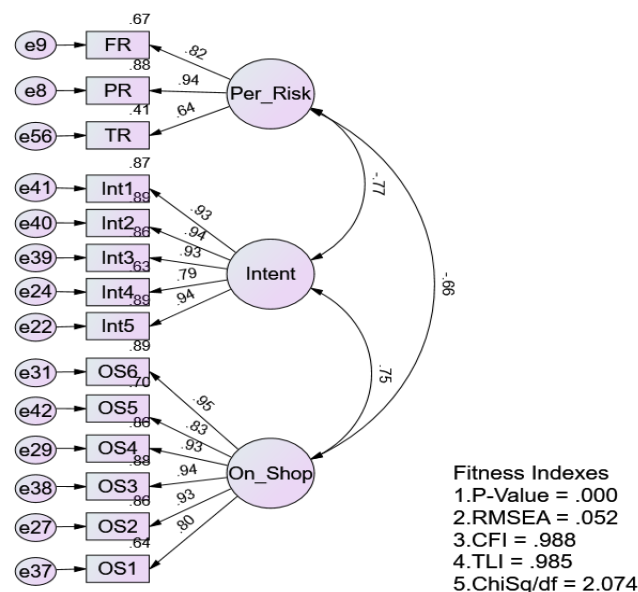 .67
e9 FR .82
.88
e8 PR .94 Per_Risk
.41
e56 TR .64
.87
e41 Int1 .93
.89
e40 Int2 .94
.86
e39 Int3 .93 Intent
.63
e24 Int4 .79
.89
e22 Int5 .94
-.77
-.66
.75
.89
e31 OS6 .95
.70
e42 OS5 .83
.86
e29 OS4 .93
.88
e38 OS3 .94 On_Shop
.86
e27 OS2 .93
.64
e37 OS1 .80
Fitness Indexes
1.P-Value = .000
2.RMSEA = .052
3.CFI = .988
4.TLI = .985
5.ChiSq/df = 2.074